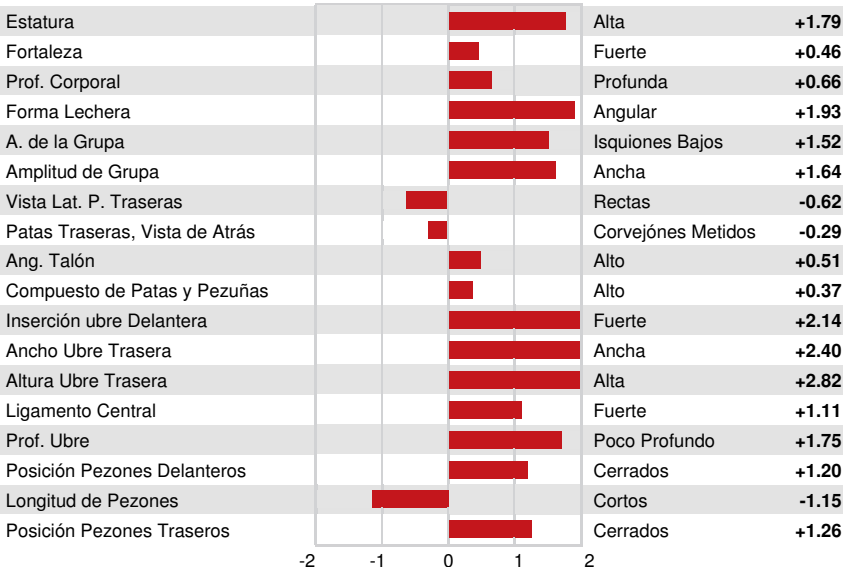 Estatura Alta +1.79
Fortaleza Fuerte +0.46
Prof. Corporal Profunda +0.66
Forma Lechera Angular +1.93
A. de la Grupa Isquiones Bajos +1.52
Amplitud de Grupa Ancha +1.64
Vista Lat. P. Traseras Rectas -0.62
Patas Traseras, Vista de Atrás Corvejónes Metidos -0.29
Ang. Talón Alto +0.51
Compuesto de Patas y Pezuñas Alto +0.37
Inserción ubre Delantera Fuerte +2.14
Ancho Ubre Trasera Ancha +2.40
Altura Ubre Trasera Alta +2.82
Ligamento Central Fuerte +1.11
Prof. Ubre Poco Profundo +1.75
Posición Pezones Delanteros Cerrados +1.20
Longitud de Pezones Cortos -1.15
Posición Pezones Traseros Cerrados +1.26
-2 -1 0 1 2